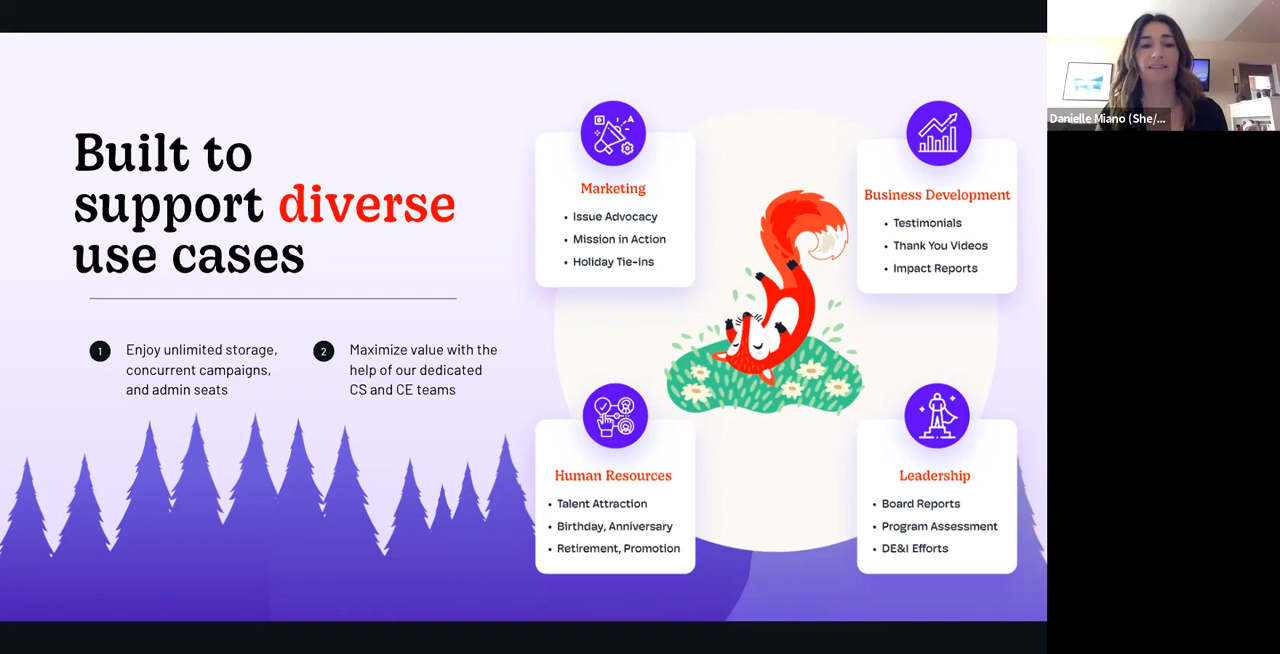 Built to
support diverse
use cases
1
Enjoy unlimited storage,
concurrent campaigns,
and admin seats
2
Maximize value with the
help of our dedicated
CS and CE teams
Marketing
• Issue Advocacy
• Mission in Action
• Holiday Tie-ins
Business Development
• Testimonials
• Thank You Videos
• Impact Reports
Human Resources
• Talent Attraction
• Birthday, Anniversary
• Retirement, Promotion
Leadership
• Board Reports
• Program Assessment
• DE&I Efforts
Danielle Miano (She/...